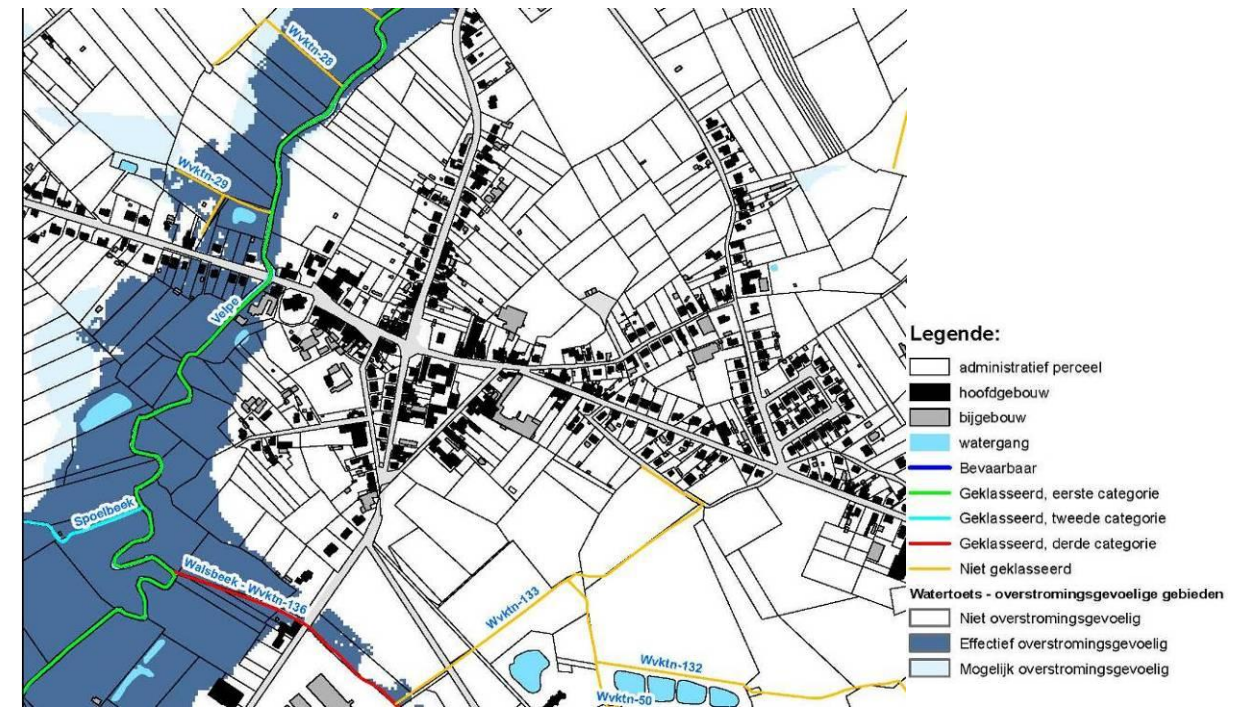 Wvktn-28
Wvktn-29
Velpe
Spoelbeek
Walsbeek - Wvktn-136
Wvktn-133
Wvktn-132
Wvktn-50
Legende:
administratief perceel
hoofdgebouw
bijgebouw
watergang
Bevaarbaar
Geklasseerd, eerste categorie
Geklasseerd, tweede categorie
Geklasseerd, derde categorie
Niet geklasseerd
Watertoets - overstromingsgevoelige gebieden
Niet overstromingsgevoelig
Effectief overstromingsgevoelig
Mogelijk overstromingsgevoelig